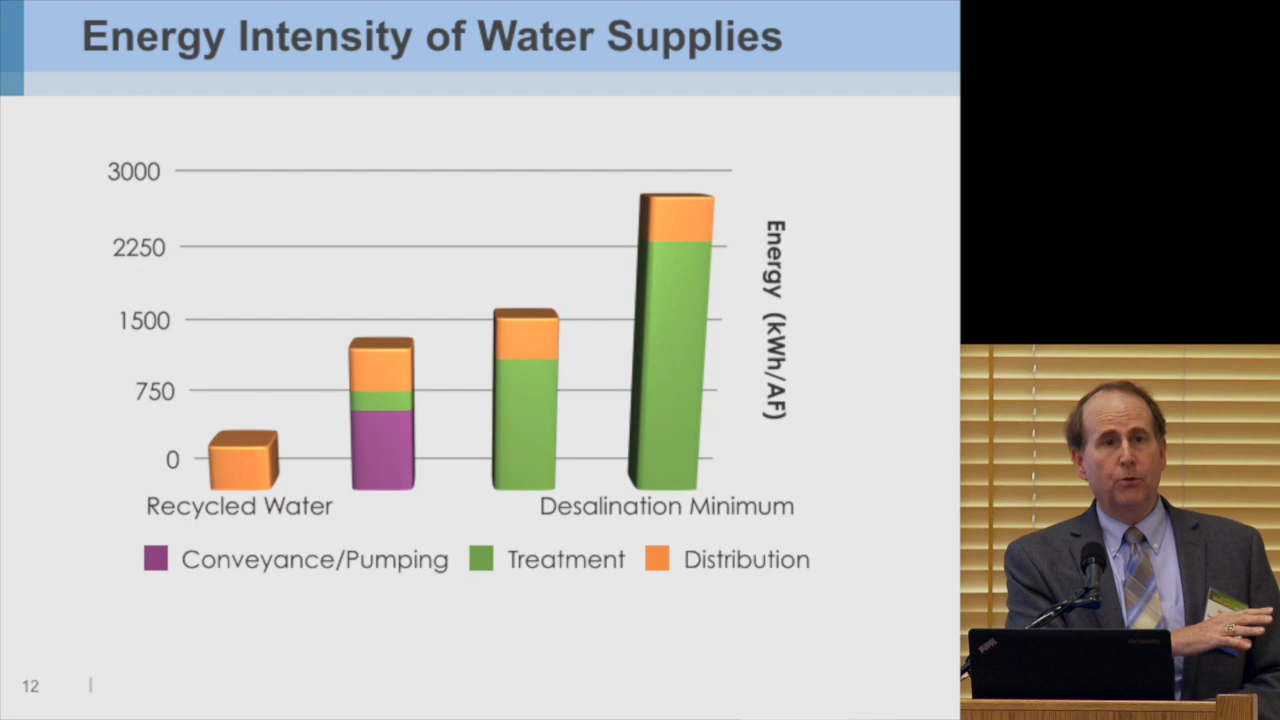 Energy Intensity of Water Supplies
3000
2250
1500
750
0
Energy (kWh/AF)
Recycled Water
Desalination Minimum
Conveyance/Pumping
Treatment
Distribution
12